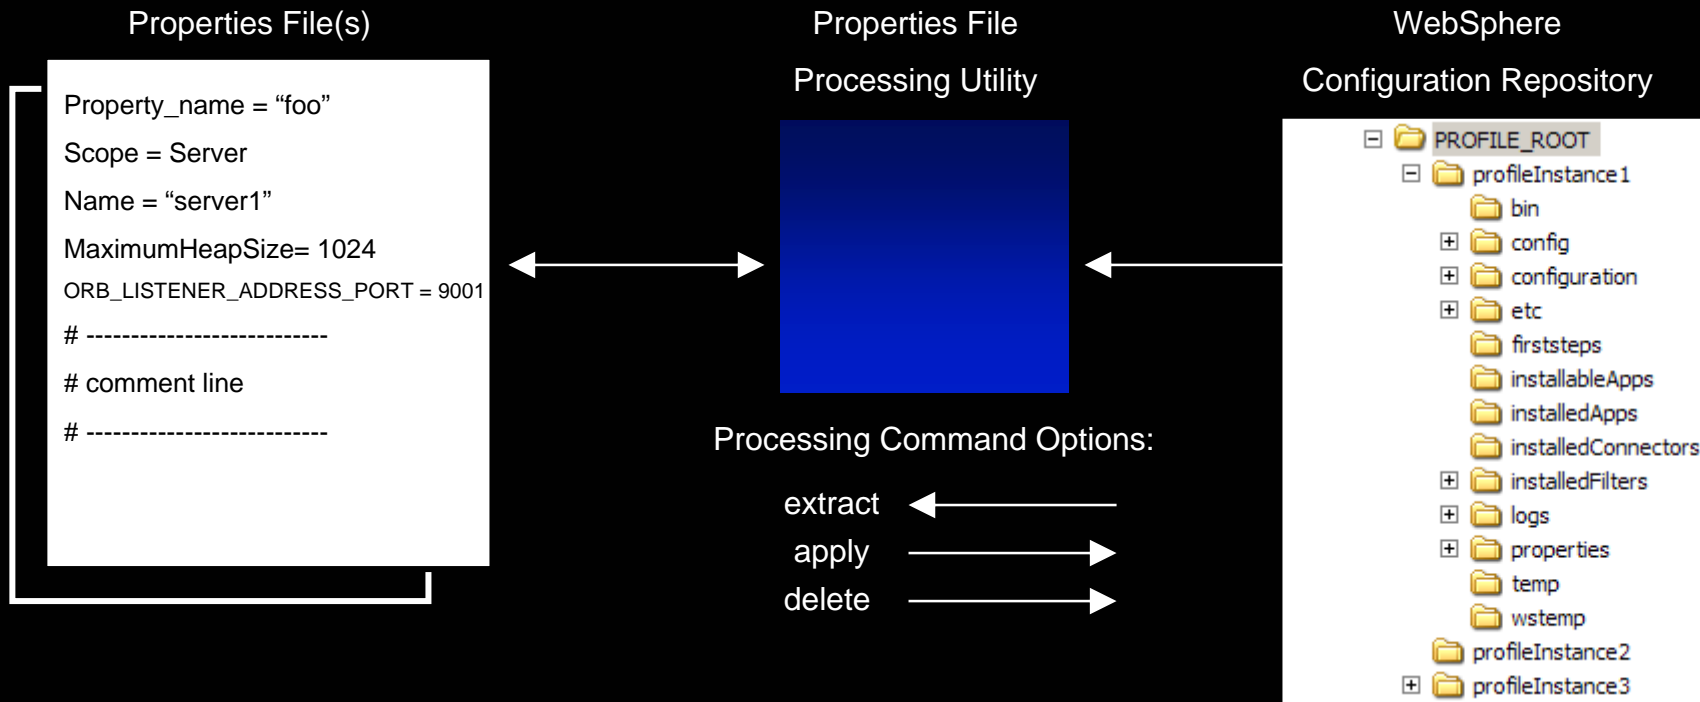 Properties File(s)
Property_name = “foo”
Scope = Server
Name = “server1”
MaximumHeapSize= 1024
ORB_LISTENER_ADDRESS_PORT = 9001
# ---------------------------
# comment line
# ---------------------------
Properties File
Processing Utility
Processing Command Options:
extract
apply
delete
WebSphere
Configuration Repository
PROFILE_ROOT
profileInstance1
bin
config
configuration
etc
firststeps
installableApps
installedApps
installedConnectors
installedFilters
logs
properties
temp
wstemp
profileInstance2
profileInstance3